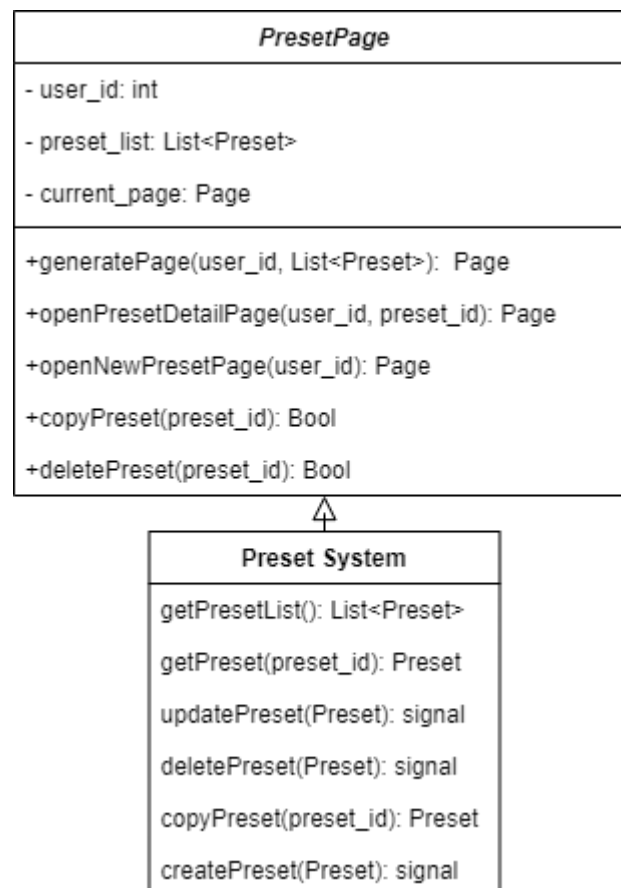 PresetPage
- user_id: int
- preset_list: List<Preset>
- current_page: Page
+generatePage(user_id, List<Preset>): Page
+openPresetDetailPage(user_id, preset_id): Page
+openNewPresetPage(user_id): Page
+copyPreset(preset_id): Bool
+deletePreset(preset_id): Bool
Preset System
getPresetList(): List<Preset>
getPreset(preset_id): Preset
updatePreset(Preset): signal
deletePreset(Preset): signal
copyPreset(preset_id): Preset
createPreset(Preset): signal